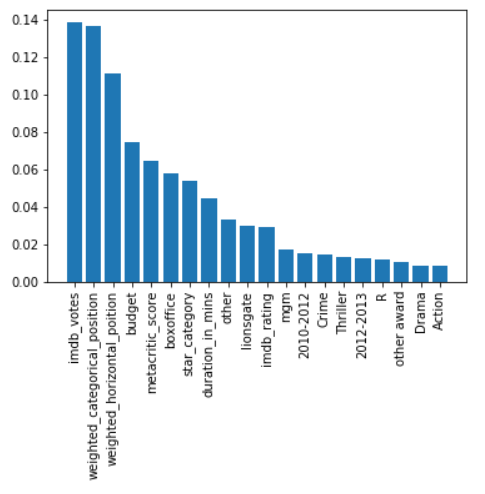 0.14
0.12
0.10
0.08
0.06
0.04
0.02
0.00
imdb_votes
weighted_categorical_position
weighted_horizontal_poition
budget
metacritic_score
boxoffice
star_category
duration_in_mins
other
lionsgate
imdb_rating
mgm
2010-2012
Crime
Thriller
2012-2013
R
other award
Drama
Action